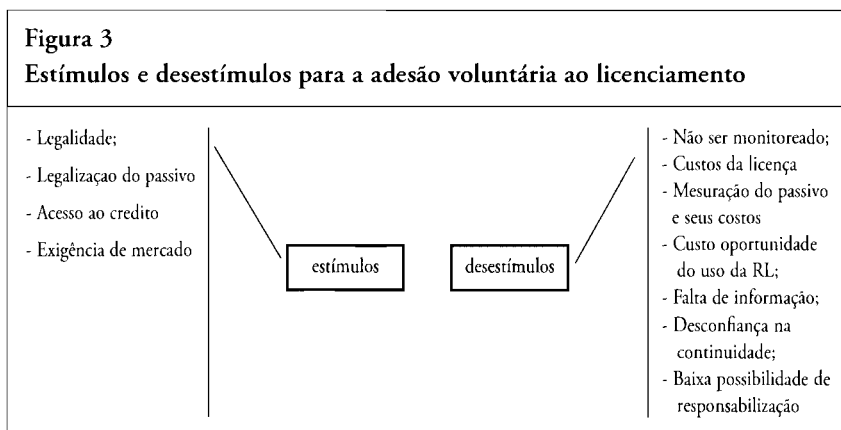 Figura 3
Estímulos e desestímulos para a adesão voluntária ao licenciamento
- Legalidade;
- Legalizaçao do passivo
- Acesso ao credito
- Exigência de mercado
estímulos
desestímulos
- Não ser monitoreado;
- Custos da licença
- Mesuração do passivo
e seus costos
- Custo oportunidade
do uso da RL;
- Falta de informação;
- Desconfiança na
continuidade;
- Baixa possibilidade de
responsabilização